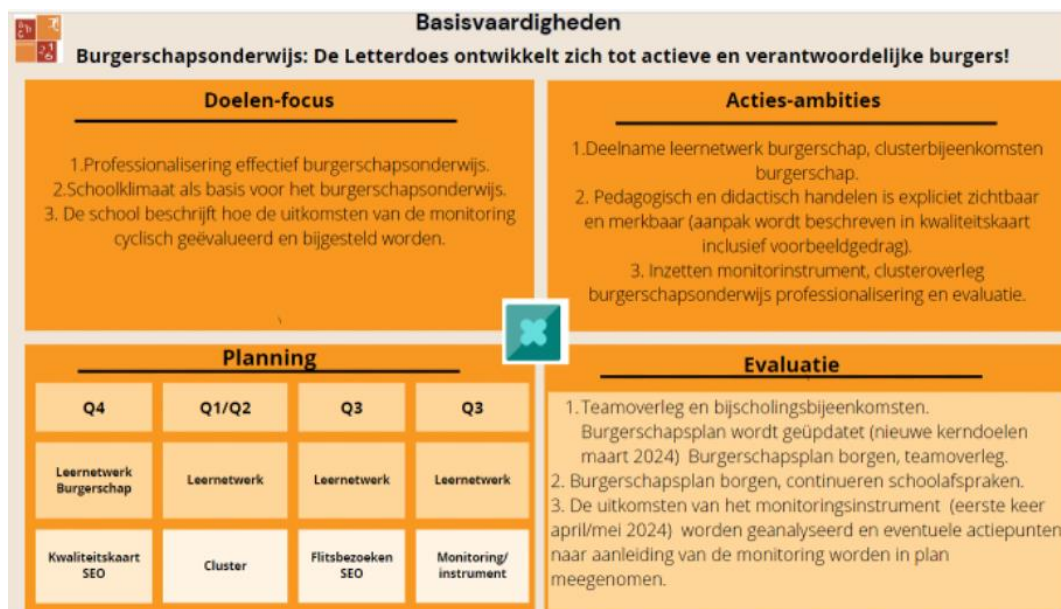 Basisvaardigheden
Burgerschapsonderwijs: De Letterdoes ontwikkelt zich tot actieve en verantwoordelijke burgers!
Doelen-focus
1.Professionalisering effectief burgerschapsonderwijs.
2.Schoolklimaat als basis voor het burgerschapsonderwijs.
3. De school beschrijft hoe de uitkomsten van de monitoring
cyclisch geëvalueerd en bijgesteld worden.
Acties-ambities
1.Deelname leernetwerk burgerschap, clusterbijeenkomsten
burgerschap.
2. Pedagogisch en didactisch handelen is expliciet zichtbaar
en merkbaar (aanpak wordt beschreven in kwaliteitskaart
inclusief voorbeeldgedrag).
3. Inzetten monitorinstrument, clusteroverleg
burgerschapsonderwijs professionalisering en evaluatie.
Planning
Q4 Q1/Q2 Q3 Q3
Leernetwerk
Burgerschap
Leernetwerk
Leernetwerk
Leernetwerk
Kwaliteitskaart
SEO
Cluster
Flitsbezoeken
SEO
Monitoring/
instrument
Evaluatie
1. Teamoverleg en bijscholingsbijeenkomsten.
Burgerschapsplan wordt geüpdatet (nieuwe kerndoelen
maart 2024) Burgerschapsplan borgen, teamoverleg.
2. Burgerschapsplan borgen, continueren schoolafspraken.
3. De uitkomsten van het monitoringsinstrument (eerste keer
april/mei 2024) worden geanalyseerd en eventuele actiepunten
naar aanleiding van de monitoring worden in plan
meegenomen.